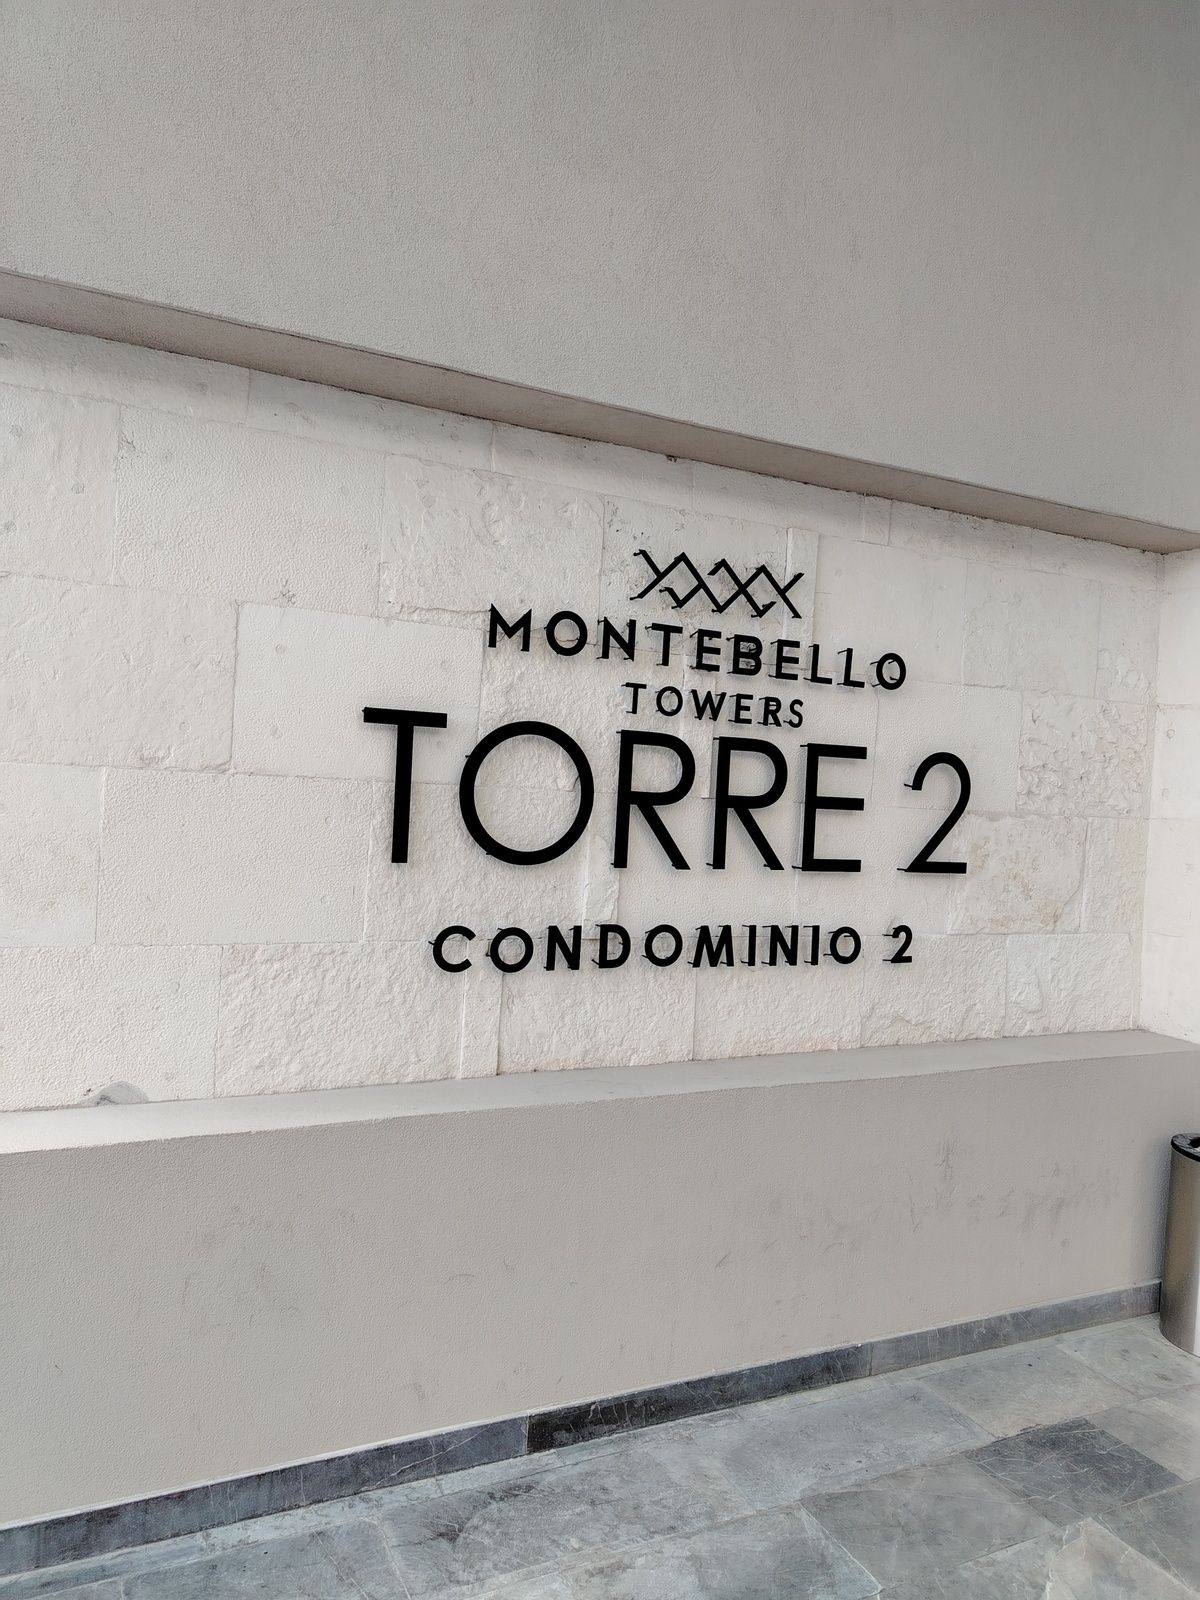 MONTEBELLO
TOWERS
TORRE 2
CONDOMINIO 2